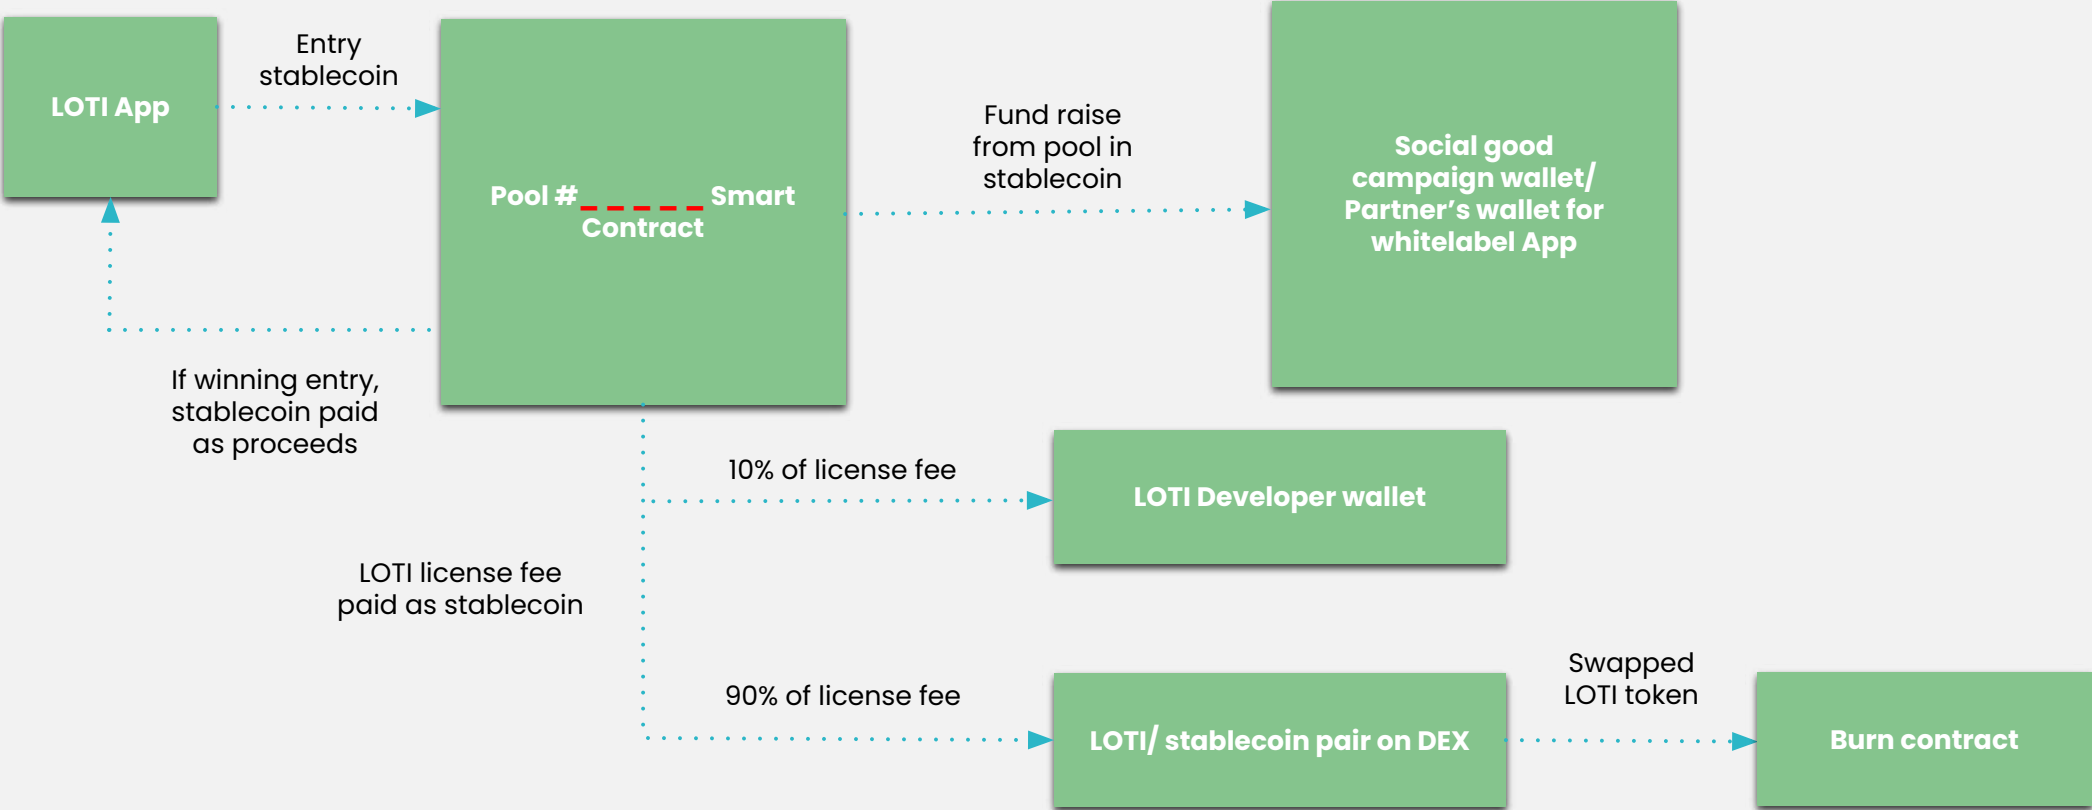 LOTI App
Entry
stablecoin
Pool #_ _ _ _ _ Smart
Contract
Fund raise
from pool in
stablecoin
Social good
campaign wallet/
Partner’s wallet for
whitelabel App
If winning entry,
stablecoin paid
as proceeds
10% of license fee
LOTI Developer wallet
LOTI license fee
paid as stablecoin
90% of license fee
LOTI/ stablecoin pair on DEX
Swapped
LOTI token
Burn contract